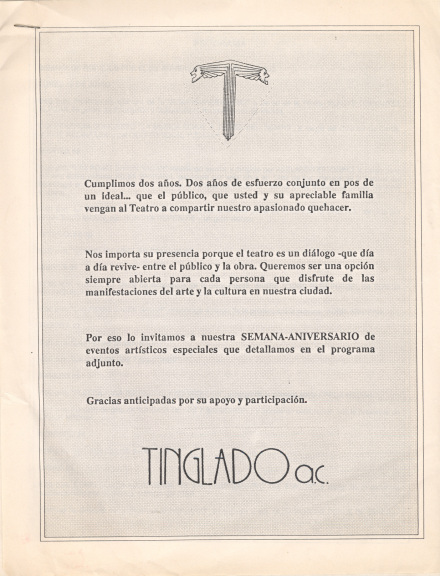 Cumplimos dos años. Dos años de esfuerzo conjunto en pos de
un ideal... que el público, que usted y su apreciable familia
vengan al Teatro a compartir nuestro apasionado quehacer.
Nos importa su presencia porque el teatro es un diálogo -que día
a día revive- entre el público y la obra. Queremos ser una opción
siempre abierta para cada persona que disfrute de las
manifestaciones del arte y la cultura en nuestra ciudad.
Por eso lo invitamos a nuestra SEMANA-ANIVERSARIO de
eventos artísticos especiales que detallamos en el programa
adjunto.
Gracias anticipadas por su apoyo y participación.
TINGLADO a.c.